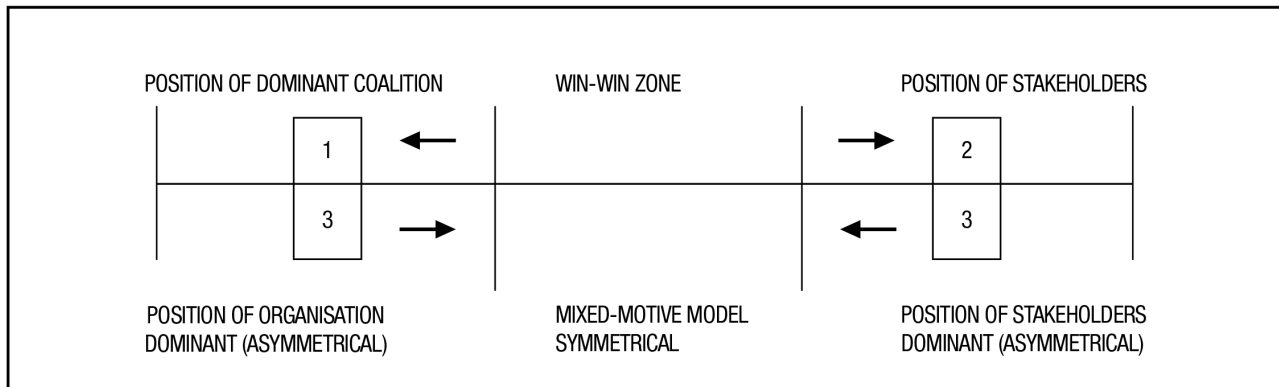 POSITION OF DOMINANT COALITION
WIN-WIN ZONE
POSITION OF STAKEHOLDERS
1
2
3
3
POSITION OF ORGANISATION
DOMINANT (ASYMMETRICAL)
MIXED-MOTIVE MODEL
SYMMETRICAL
POSITION OF STAKEHOLDERS
DOMINANT (ASYMMETRICAL)